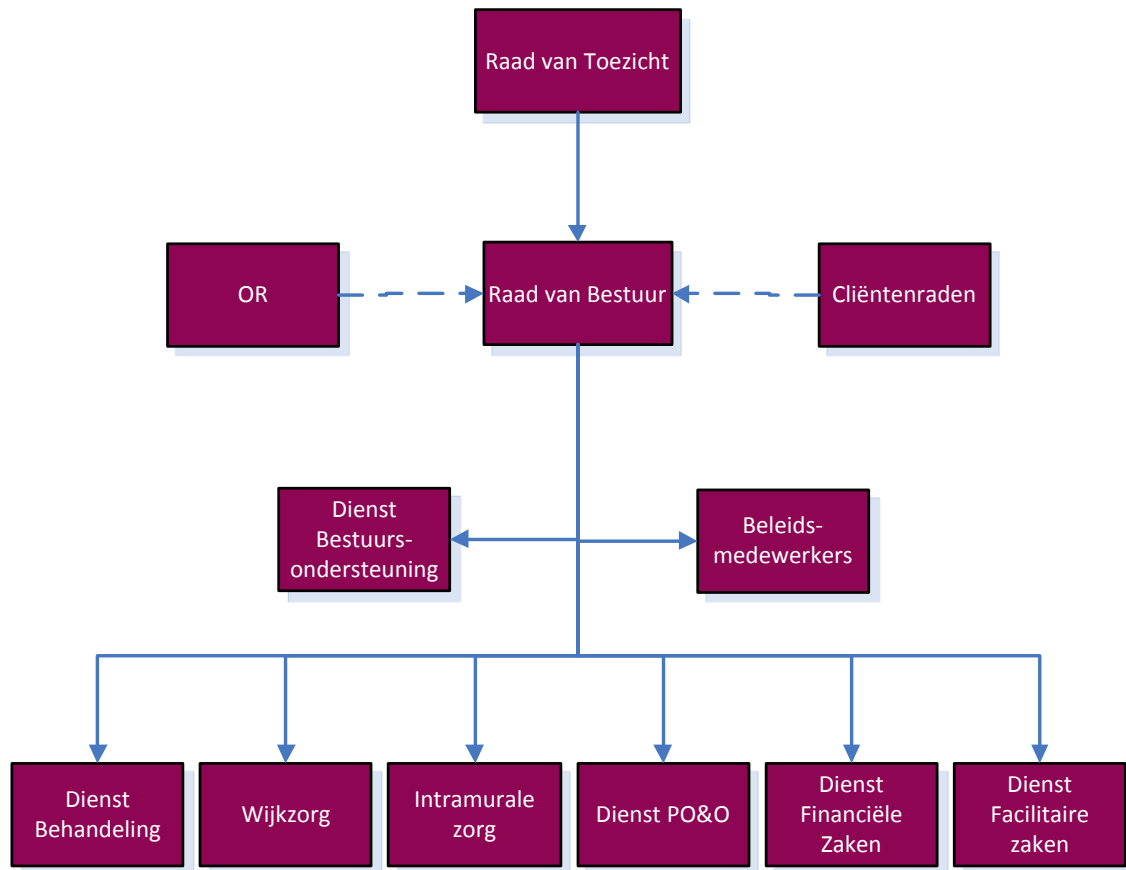 Raad van Toezicht
OR
Raad van Bestuur
Cliëntenraden
Dienst
Bestuurs-
ondersteuning
Beleids-
medewerkers
Dienst
Behandeling
Wijkzorg
Intramurale
zorg
Dienst PO&O
Dienst
Financiële
Zaken
Dienst
Facilitaire
zaken